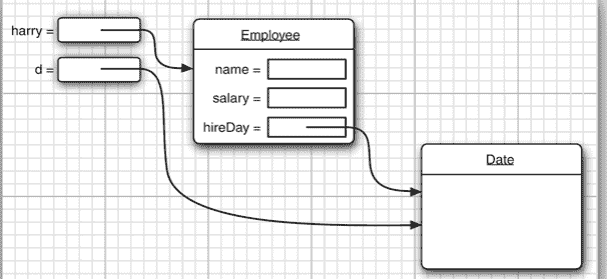 harry =
d =
Employee
name =
salary =
hireDay =
Date